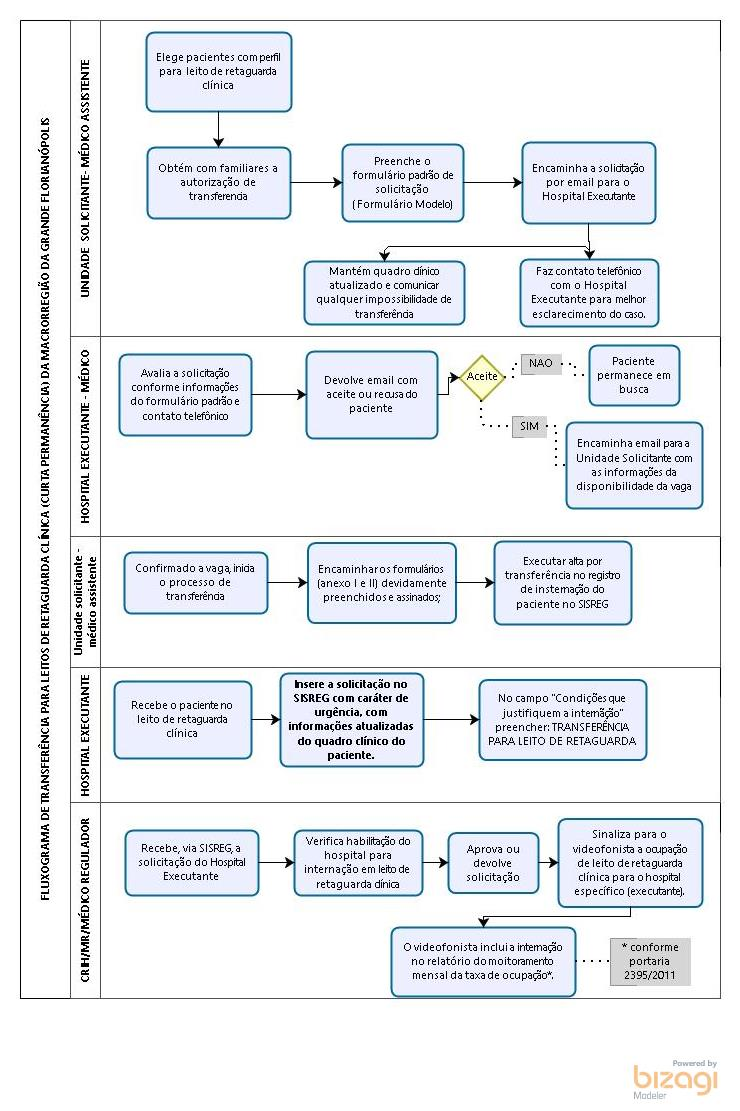 FLUXOGRAMA DE TRANSFERÊNCIA PARA LEITOS DE RETAGUARDA CLÍNICA (CURTA PERMANÊNCIA) DA MACRORREGIÃO DA GRANDE FLORIANÓPOLIS
UNIDADE SOLICITANTE- MÉDICO ASSISTENTE
Elege pacientes com perfil
para leito de retaguarda
clínica
Obtém com familiares a
autorização de
transferencia
Preenche o
formulário padrão de
solicitação
( Formulário Modelo)
Encaminha a solicitação
por email para o
Hospital Executante
Mantém quadro clínico
atualizado e comunicar
qualquer impossibilidade de
transferência
Faz contato telefônico
com o Hospital
Executante para melhor
esclarecimento do caso.
HOSPITAL EXECUTANTE - MÉDICO
Avalia a solicitação
conforme informações
do formulário padrão e
contato telefônico
Devolve email com
aceite ou recusa do
paciente
Aceite
NAO
Paciente
permanece em
busca
SIM
Encaminha email para a
Unidade Solicitante com
as informações da
disponibilidade da vaga
Unidade solicitante -
médico assistente
Confirmado a vaga, inicia
o processo de
transferência
Encaminhar os formulários
(anexo I e II) devidamente
preenchidos e assinados;
Executar alta por
transferência no registro
de insternação do
paciente no SISREG
HOSPITAL EXECUTANTE
Recebe o paciente no
leito de retaguarda
clínica
Insere a solicitação no
SISREG com caráter de
urgência, com
informações atualizadas
do quadro clínico do
paciente.
No campo "Condições que
justifiquem a internção"
preencher: TRANSFERÊNCIA
PARA LEITO DE RETAGUARDA
CRIH/MR/MÉDICO REGULADOR
Recebe, via SISREG, a
solicitação do Hospital
Executante
Verifica habilitação do
hospital para
internação em leito de
retaguarda clínica
Aprova ou
devolve
solicitação
Sinaliza para o
videofonista a ocupação
de leito de retaguarda
clínica para o hospital
específico (executante).
O videofonista inclui a internação
no relatório do moitoramento
mensal da taxa de ocupação*.
* conforme
portaria
2395/2011
Powered by
bizagi
Modeler